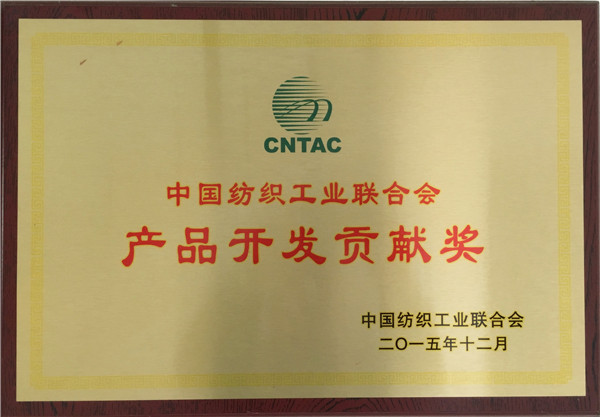 CNTAC
中国纺织工业联合会
产品开发贡献奖
中国纺织工业联合会
二〇一五年十二月